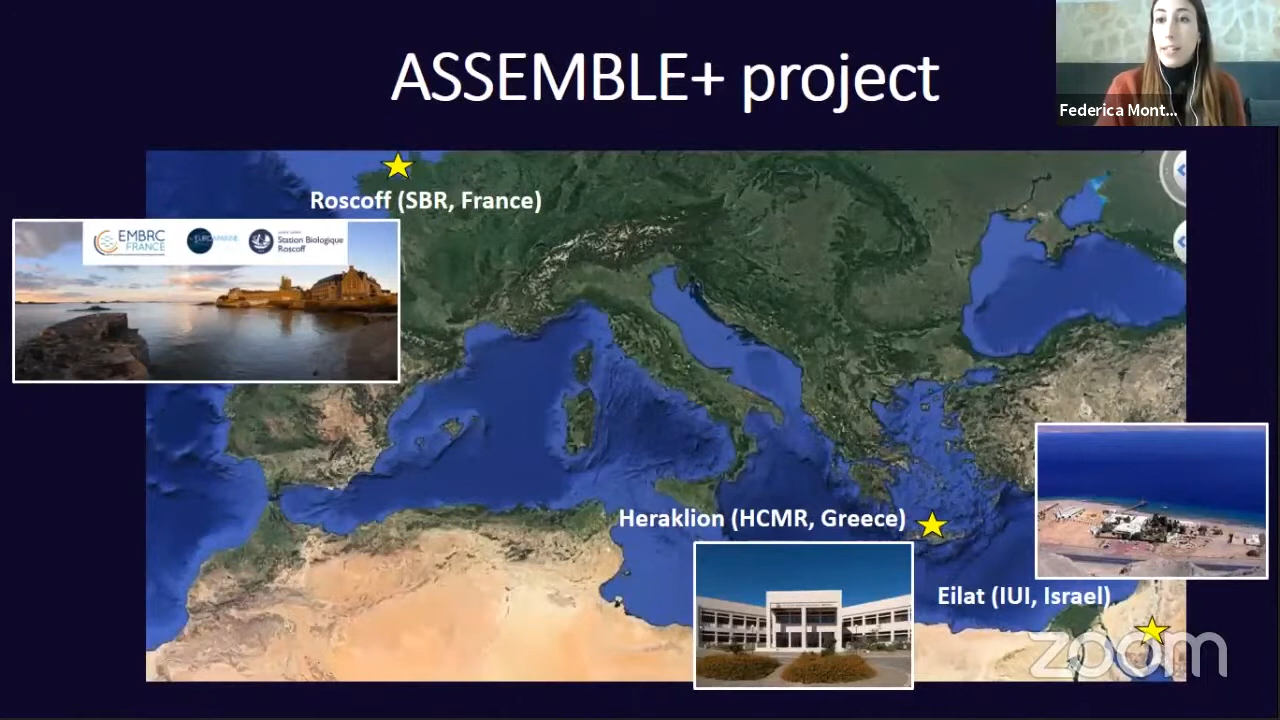 ASSEMBLE+ project
Federica Mont...
Roscoff (SBR, France)
EMBRC
FRANCE
Station Biologique
Roscoff
Heraklion (HCMR, Greece)
Eilat (IUI, Israel)
zoom